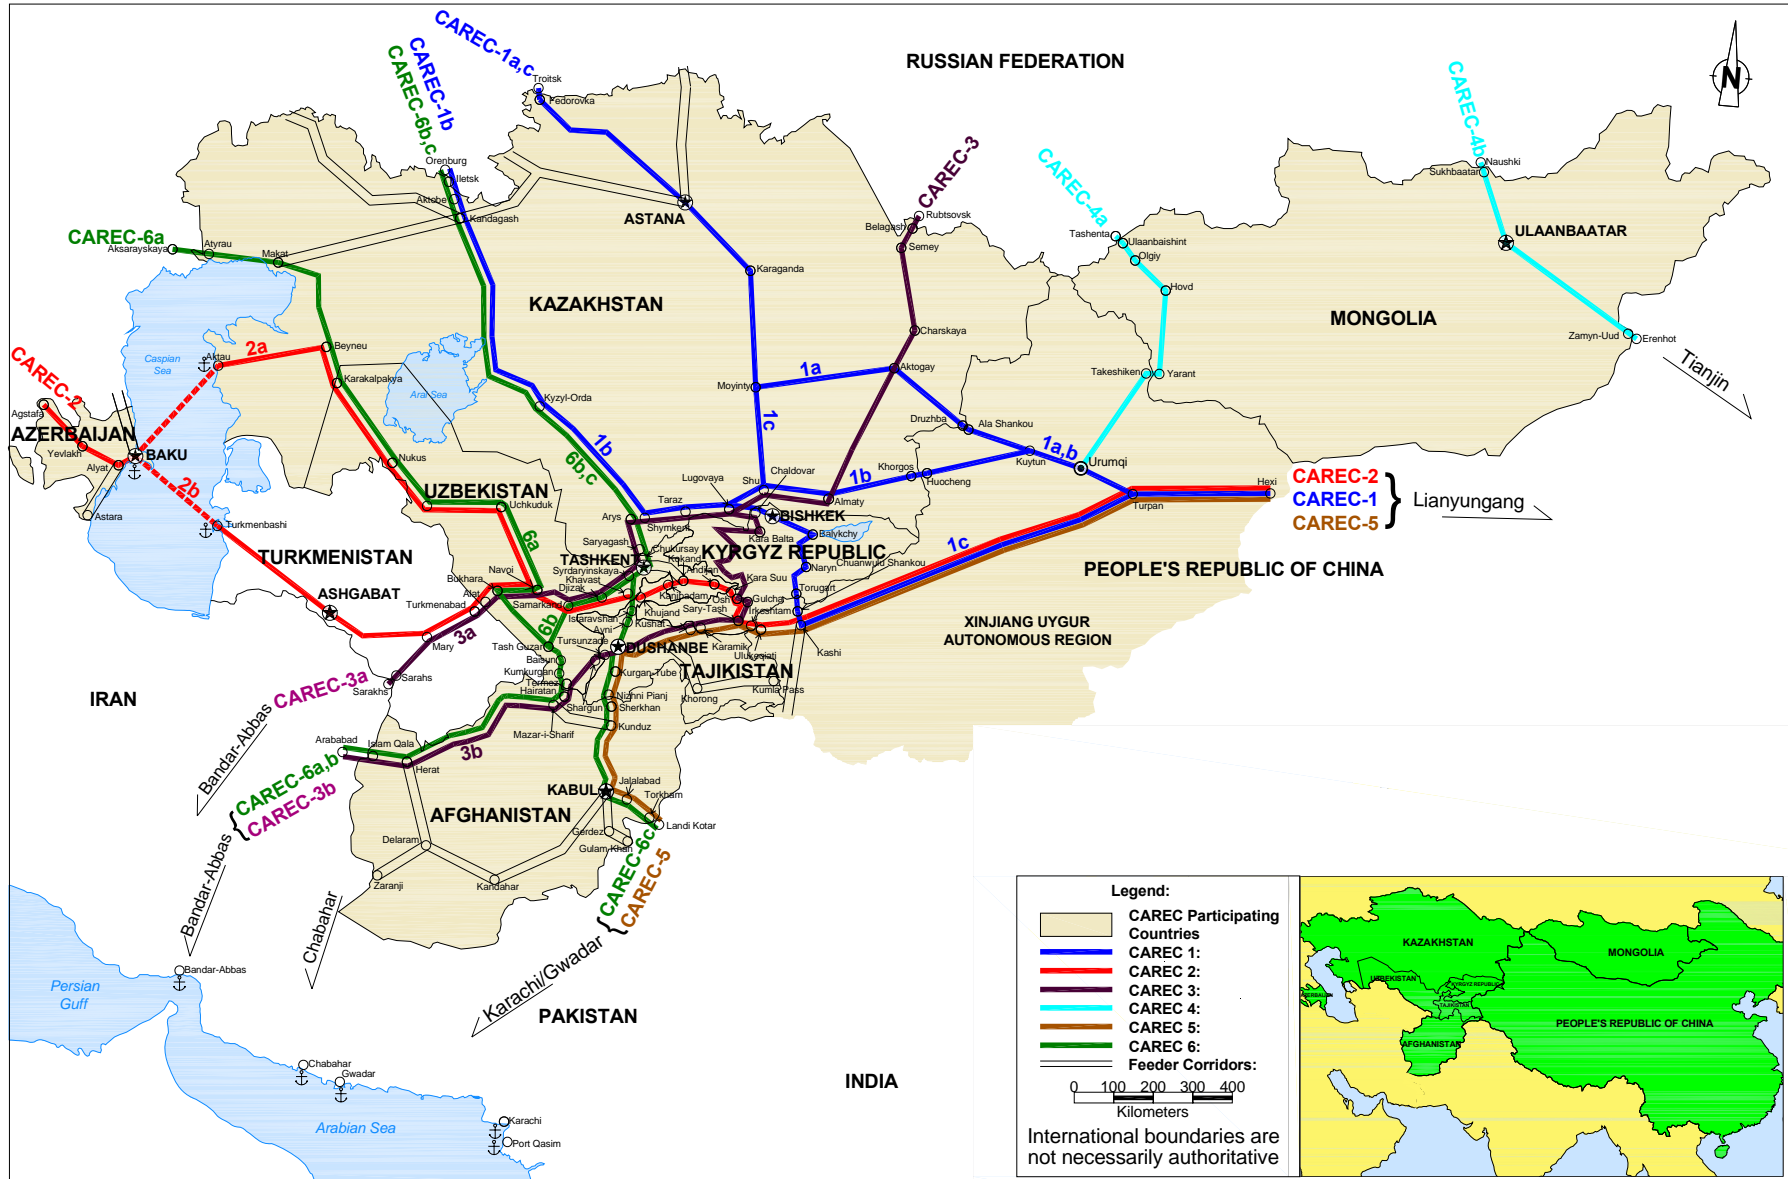 RUSSIAN FEDERATION
N
CAREC-1a,c
CAREC-1b
CAREC-6b,c
CAREC-3
CAREC-4a
CAREC-4b
CAREC-6a
CAREC-2
Troitsk
Fedorovka
Orenburg
Iletsk
Aktobe
Kandagash
ASTANA
Rubtsovsk
Belagash
Semey
Tashenta
Ulaanbaishint
Olgiy
Hovd
Naushki
Sukhbaatar
ULAANBAATAR
Aksarayskaya
Atyrau
Makat
Karaganda
KAZAKHSTAN
MONGOLIA
Charskaya
Zamyn-Uud
Erenhot
Tianjin
Caspian
Sea
Aktau
2a
Beyneu
Karakalpakya
Aral Sea
Kyzyl-Orda
Moyinty
1a
Aktogay
Takeshiken
Yarant
Agstafa
AZERBAIJAN
Yevlakh
Alyat
BAKU
Astara
2b
Turkmenbashi
Nukus
UZBEKISTAN
Uchkuduk
1b
6b,c
1c
Druzhba
Ala Shankou
1a,b
Kuytun
Urumqi
Lugovaya
Shu
Chaldovar
1b
Khorgos
Huocheng
Almaty
Taraz
Arys
Shymkent
BISHKEK
Kara Balta
Balykchy
Turpan
Hexi
CAREC-2
CAREC-1
CAREC-5
Lianyungang
TURKMENISTAN
6a
Saryagash
Chukursay
TASHKENT
Kokand
KYRGYZ REPUBLIC
Syrdaryinskaya
Andijan
Khavast
Naryn
Chuanwulu Shankou
1c
PEOPLE'S REPUBLIC OF CHINA
Navoi
Bukhara
Alat
Djizak
Kanibadam
Kara Suu
Osh
Gulcha
Torugart
ASHGABAT
Turkmenabad
Samarkand
Istaravshan
Khujand
Sary-Tash
Irkeshtam
Kushat
Ayni
3a
Mary
6b
Tash Guzar
Tursunzade
DUSHANBE
Karamik
Ulukqiati
Kashi
XINJIANG UYGUR
AUTONOMOUS REGION
Baisun
Kumkurgan
Termez
Hairatan
Kurgan-Tube
TAJIKISTAN
Khorong
Kumla Pass
IRAN
CAREC-3a
Sarahs
Sarakhs
Shargun
Nizhni Pianj
Sherkhan
Kunduz
Bandar-Abbas
Arababad
Islam Qala
Herat
3b
Mazar-i-Sharif
CAREC-6a,b
CAREC-3b
Bandar-Abbas
KABUL
Jalalabad
Torkham
Landi Kotar
AFGHANISTAN
Gerdez
Gulam Khan
Delaram
Zaranji
Kandahar
CAREC-6c
CAREC-5
Chabahar
Karachi/Gwadar
Bandar-Abbas
Persian
Guff
PAKISTAN
INDIA
Chabahar
Gwadar
Karachi
Port Qasim
Arabian Sea
Legend:
CAREC Participating
Countries
CAREC 1:
CAREC 2:
CAREC 3:
CAREC 4:
CAREC 5:
CAREC 6:
Feeder Corridors:
0 100 200 300 400
Kilometers
International boundaries are
not necessarily authoritative
KAZAKHSTAN
MONGOLIA
UZBEKISTAN
KYRGYZ REPUBLIC
AZERBAIJAN
TAJIKISTAN
PEOPLE'S REPUBLIC OF CHINA
AFGHANISTAN